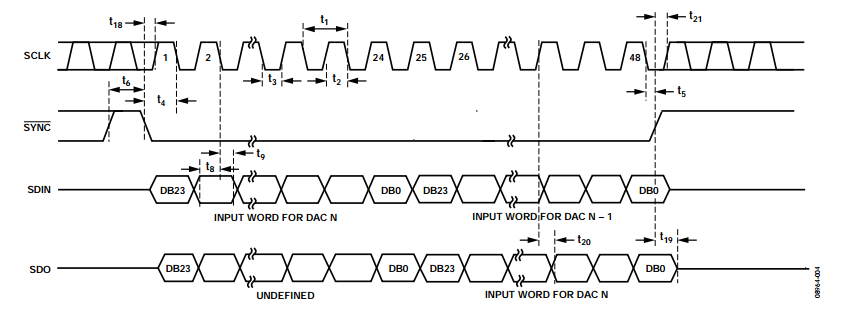 t18
t1
t21
SCLK
1
2
24
25
26
48
t3
t2
t6
t4
t5
SYNC
t9
t8
SDIN
DB23
DB0
DB23
DB0
INPUT WORD FOR DAC N
INPUT WORD FOR DAC N – 1
t20
t19
SDO
DB23
DB0
DB23
DB0
UNDEFINED
INPUT WORD FOR DAC N
08964-004